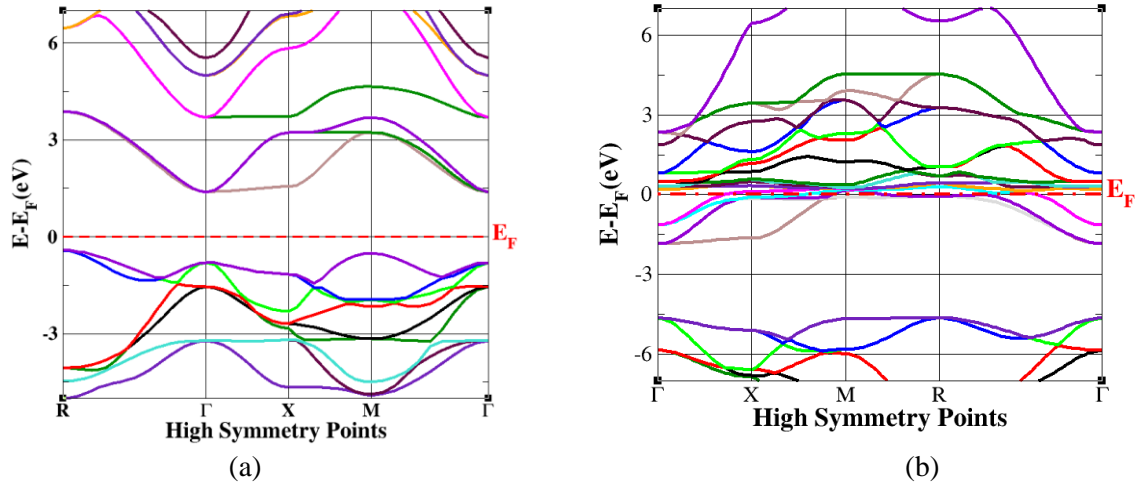 6
3
0
-3
E-E_F(eV)
E_F
R Γ X M Γ
High Symmetry Points
(a)
6
3
0
-3
-6
E-E_F(eV)
E_F
Γ X M R Γ
High Symmetry Points
(b)